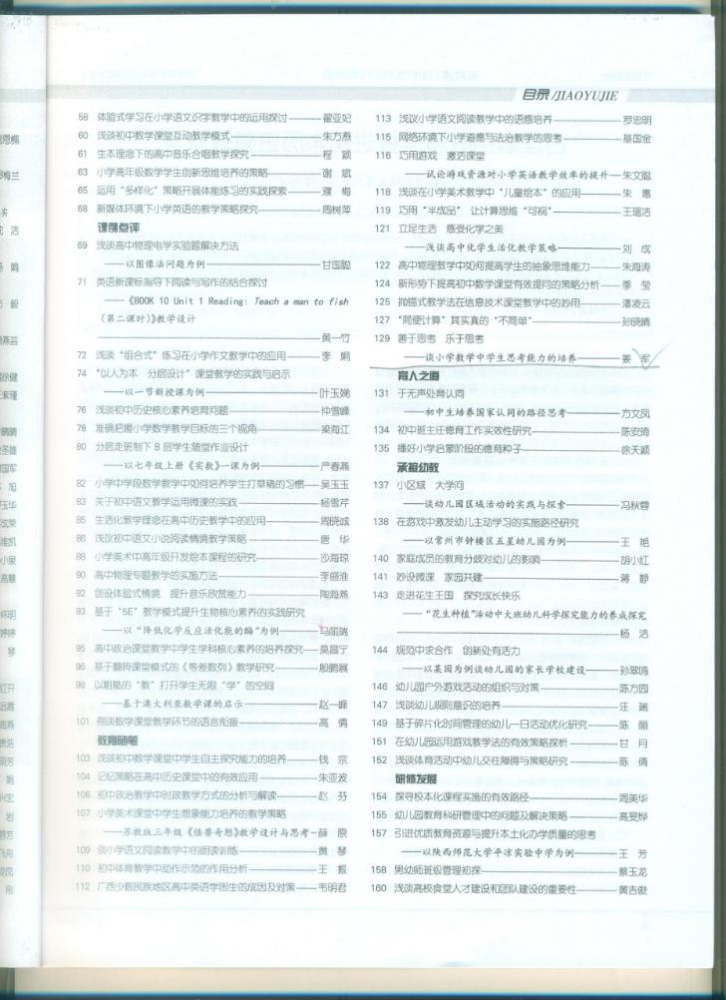 目录/JIAOYUJIE
58 体验式学习在小学语文识字教学中的运用探讨 翟亚妃
60 浅谈初中数学课堂互动教学模式 朱方燕
61 生本理念下的高中音乐合唱教学探究 程 颖
63 小学高年级数学学生创新思维培养的策略 谢 斌
65 运用“多样化”策略开展体能练习的实践探索 濮 梅
68 新媒体环境下小学英语的教学策略探究 周树萍
课例点评
69 浅谈高中物理电学实验题解决方法
——以图像法问题为例 甘国勋
71 英语新课标指导下阅读与写作的结合探讨
——《BOOK 10 Unit 1 Reading: Teach a man to fish
（第二课时）》教学设计
黄一竹
72 浅谈“组合式”练习在小学作文教学中的应用 李 娟
74 “以人为本 分层设计”课堂教学的实践与启示
——以一节新授课为例 叶玉娣
76 浅谈初中历史核心素养培育问题 仲雪峰
78 准确把握小学数学教学目标的三个视角 梁海江
80 分层走班制下B层学生随堂作业设计
——以七年级上册《实数》一课为例 严春燕
82 小学中学段数学教学中如何培养学生打草稿的习惯 吴玉玉
83 关于初中语文教学运用微课的实践 杨雪芹
85 生活化教学理念在高中历史教学中的应用 周晓诚
86 浅议初中语文小说阅读情境教学策略 唐 华
88 小学美术中高年级开发绘本课程的研究 沙海琼
90 高中物理专题教学的实施方法 李盛淮
92 创设体验式情境 提升音乐欣赏能力 陶海燕
93 基于“5E”教学模式提升生物核心素养的实践研究
——以“降低化学反应活化能的酶”为例 马丽瑞
95 高中政治课堂教学中学生学科核心素养的培养探究 莫昌宁
96 基于翻转课堂模式的《等差数列》教学研究 殷鹏展
98 以粗糙的“教”打开学生无限“学”的空间
——基于澳大利亚数学课的启示 赵一峰
101 例谈数学课堂教学环节的语言衔接 高 倩
教育随笔
103 浅谈初中数学课堂中学生自主探究能力的培养 钱 宗
104 记忆策略在高中历史课堂中的有效应用 朱亚波
106 初中政治教学中时政教学方式的分析与解读 赵 芬
107 小学美术课堂中学生想象能力培养的教学策略
——苏教版三年级《怪兽奇想》教学设计与思考 薛 原
109 谈小学语文阅读教学中的朗读训练 黄 琴
110 初中体育教学中动作示范的作用分析 王 振
112 广西少数民族地区高中英语学困生的成因及对策 韦明君
113 浅议小学语文阅读教学中的语感培养 罗忠明
115 网络环境下小学道德与法治教学的思考 基国金
116 巧用游戏 激活课堂
——试论游戏资源对小学英语教学效率的提升 朱文聪
118 浅谈在小学美术教学中“儿童绘本”的应用 朱 惠
119 巧用“半成品” 让计算思维“可视” 王瑶洁
121 立足生活 感受化学之美
——浅谈高中化学生活化教学策略 刘 成
122 高中物理教学中如何提高学生的抽象思维能力 朱海涛
124 新形势下提高初中数学课堂有效提问的策略分析 季 莹
125 抛锚式教学法在信息技术课堂教学中的妙用 潘凌云
127 “简便计算”其实真的“不简单” 孙晓倩
129 善于思考 乐于思考
——谈小学数学中学生思考能力的培养 姜 军
育人之道
131 于无声处育认同
——初中生培养国家认同的路径思考 方文凤
134 初中班主任德育工作实效性研究 陈安琦
135 播好小学启蒙阶段的德育种子 徐天颖
承接幼教
137 小区域 大学问
——谈幼儿园区域活动的实践与探索 冯秋蓉
138 在游戏中激发幼儿主动学习的实施路径研究
——以常州市钟楼区五星幼儿园为例 王 艳
140 家庭成员的教育分歧对幼儿的影响 胡小红
141 妙设微课 家园共建 蒋 静
143 走进花生王国 探究成长快乐
——“花生种植”活动中大班幼儿科学探究能力的养成探究
杨 洁
144 规范中求合作 创新处有活力
——以某园为例谈幼儿园的家长学校建设 孙翠鸣
146 幼儿园户外游戏活动的组织与对策 陈方园
147 浅谈幼儿规则意识的培养 汪 瑞
149 基于碎片化时间管理的幼儿一日活动优化研究 陈 丽
151 在幼儿园运用游戏教学法的有效策略探析 甘 月
152 浅谈体育活动中幼儿交往障碍与策略研究 陈 倩
研修发展
154 探寻校本化课程实施的有效路径 周美华
155 幼儿园教育科研管理中的问题及解决策略 高旻烨
157 引进优质教育资源与提升本土化办学质量的思考
——以陕西师范大学平凉实验中学为例 王 芳
158 男幼师班级管理初探 蔡玉龙
160 浅谈高校食堂人才建设和团队建设的重要性 黄吉俊